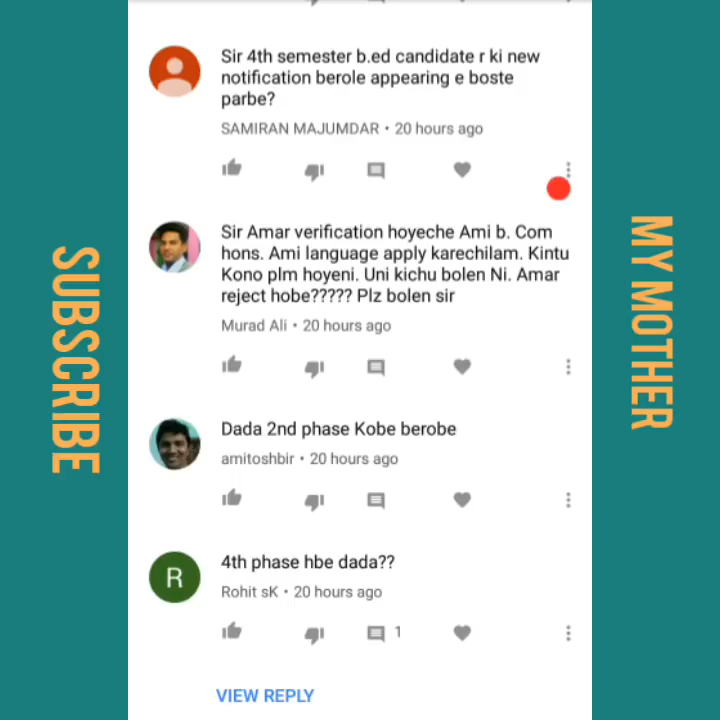 Sir 4th semester b.ed candidate r ki new
notification berole appearing e boste
parbe?
SAMIRAN MAJUMDAR • 20 hours ago
Sir Amar verification hoyeche Ami b. Com
hons. Ami language apply karechilam. Kintu
Kono plm hoyeni. Uni kichu bolen Ni. Amar
reject hobe????? Plz bolen sir
Murad Ali • 20 hours ago
Dada 2nd phase Kobe berobe
amitoshbir • 20 hours ago
R
4th phase hbe dada??
Rohit sK • 20 hours ago
1
VIEW REPLY
SUBSCRIBE
MY MOTHER